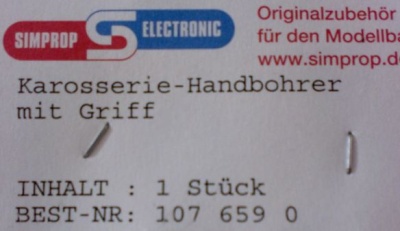 SIMPROP ELECTRONIC
Originalzubehör
für den
www.simprop.d
Karosserie-Handbohrer
mit Griff
INHALT : 1 Stück
BEST-NR: 107 659 0